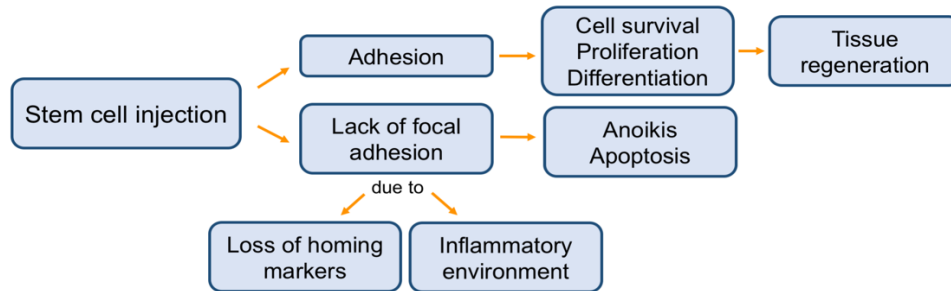 Stem cell injection
Adhesion
Cell survival
Proliferation
Differentiation
Tissue
regeneration
Lack of focal
adhesion
Anoikis
Apoptosis
due to
Loss of homing
markers
Inflammatory
environment